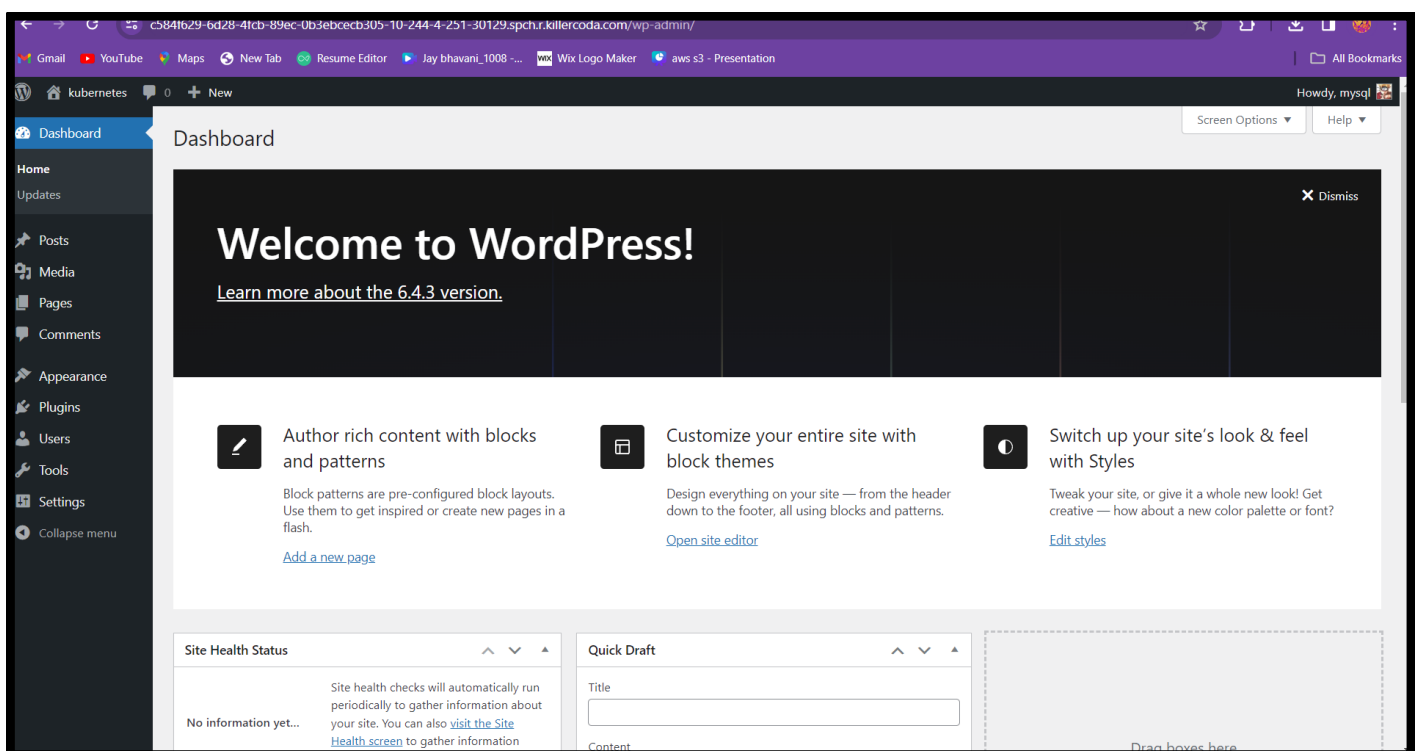 c584f629-6d28-4fcb-89ec-0b3ebcecb305-10-244-4-251-30129.spch.r.killercoda.com/wp-admin/
Gmail YouTube Maps New Tab Resume Editor Jay bhavani_1008 -... WIX Wix Logo Maker aws s3 - Presentation All Bookmarks
kubernetes 0 + New Howdy, mysql
Dashboard
Home
Updates
Posts
Media
Pages
Comments
Appearance
Plugins
Users
Tools
Settings
Collapse menu
Screen Options ▼ Help ▼
Dashboard
Dismiss
Welcome to WordPress!
Learn more about the 6.4.3 version.
Author rich content with blocks
and patterns
Block patterns are pre-configured block layouts.
Use them to get inspired or create new pages in a
flash.
Add a new page
Customize your entire site with
block themes
Design everything on your site — from the header
down to the footer, all using blocks and patterns.
Open site editor
Switch up your site’s look & feel
with Styles
Tweak your site, or give it a whole new look! Get
creative — how about a new color palette or font?
Edit styles
Site Health Status
No information yet...
Site health checks will automatically run
periodically to gather information about
your site. You can also visit the Site
Health screen to gather information
Quick Draft
Title
Content
Drag boxes here